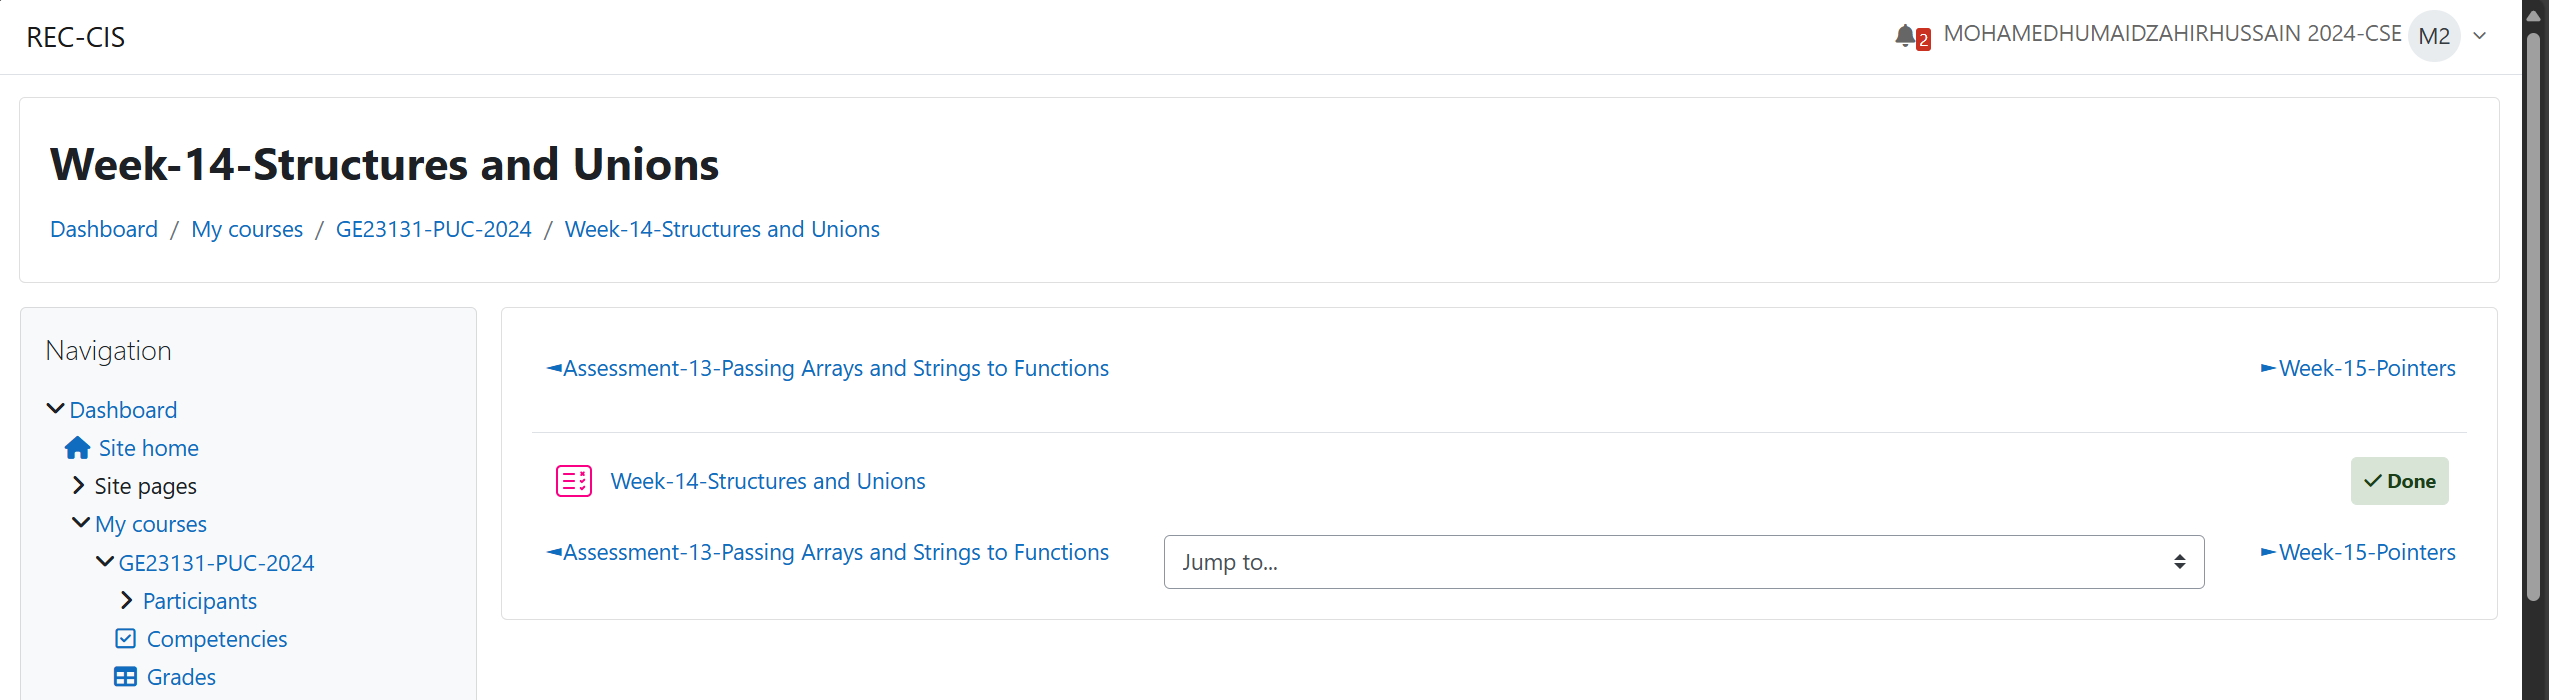 REC-CIS
2 MOHAMEDHUMAIDZAHIRHUSSAIN 2024-CSE M2
Week-14-Structures and Unions
Dashboard / My courses / GE23131-PUC-2024 / Week-14-Structures and Unions
Navigation
Dashboard
Site home
Site pages
My courses
GE23131-PUC-2024
Participants
Competencies
Grades
◄Assessment-13-Passing Arrays and Strings to Functions
►Week-15-Pointers
Week-14-Structures and Unions
Done
◄Assessment-13-Passing Arrays and Strings to Functions
Jump to...
►Week-15-Pointers